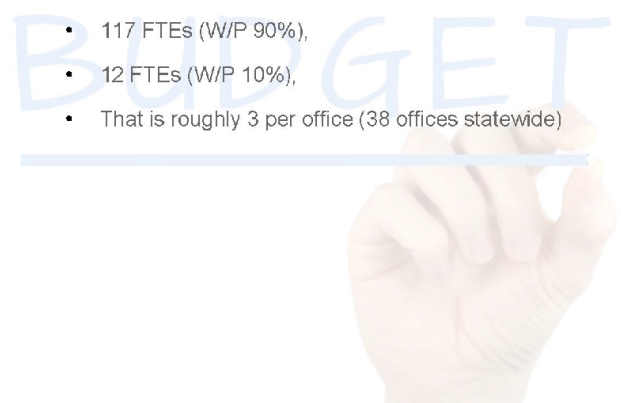 BUDGET
• 117 FTEs (W/P 90%),
• 12 FTEs (W/P 10%),
• That is roughly 3 per office (38 offices statewide)